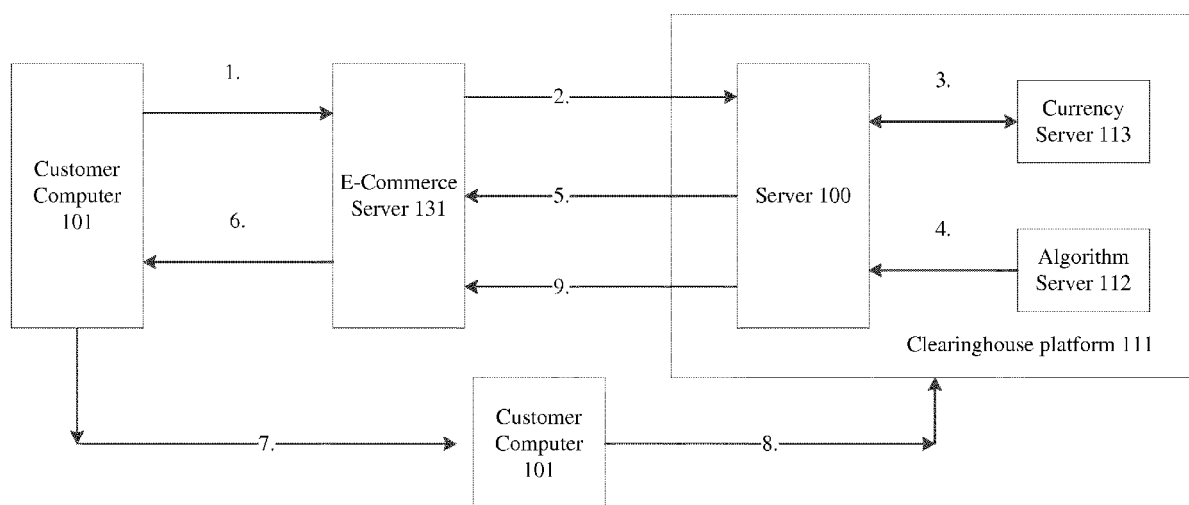 1.
2.
3.
Currency
Server 113
Customer
Computer
101
E-Commerce
Server 131
5.
Server 100
6.
4.
Algorithm
Server 112
9.
Clearinghouse platform 111
7.
Customer
Computer
101
8.